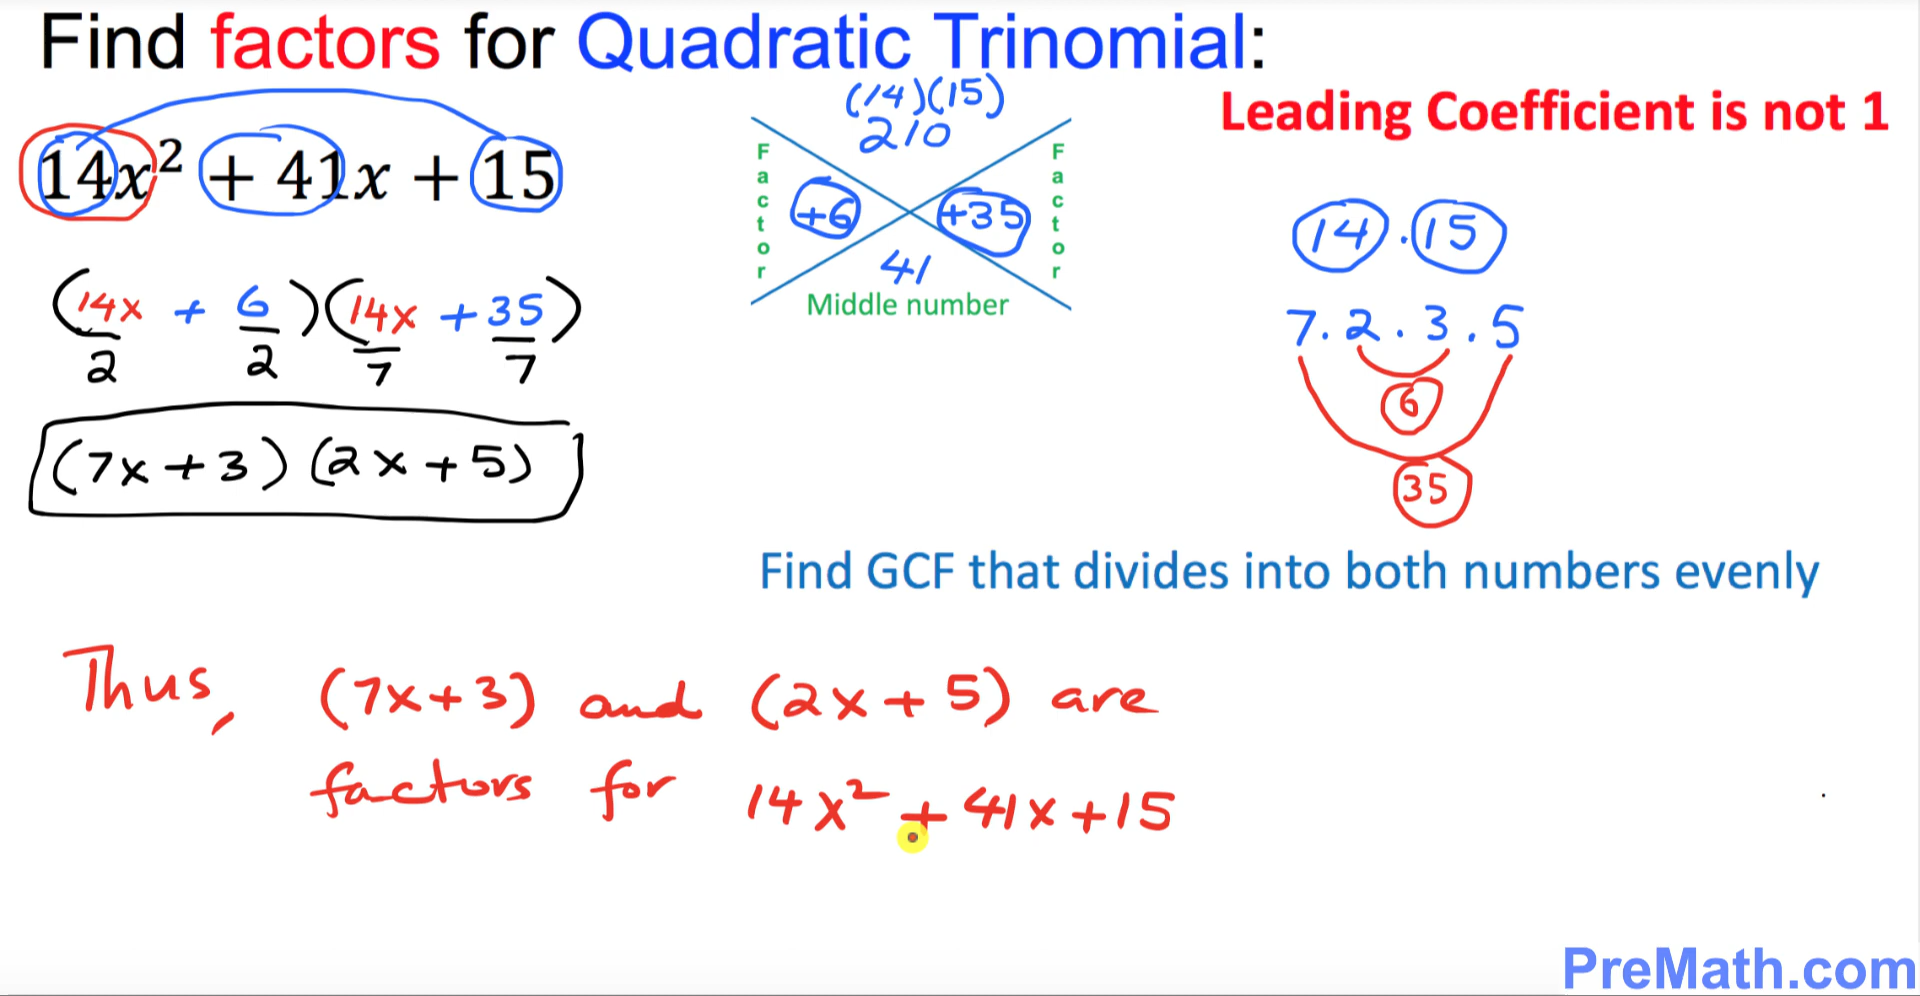 Find factors for Quadratic Trinomial:
Leading Coefficient is not 1
14x² + 41x + 15
(14)(15)
210
Factor
+6
+35
Factor
41
Middle number
(14x/2 + 6/2)(14x/7 + 35/7)
(7x+3)(2x+5)
14 · 15
7 . 2 . 3 . 5
6
35
Find GCF that divides into both numbers evenly
Thus, (7x+3) and (2x+5) are
factors for 14x² + 41x + 15
PreMath.com